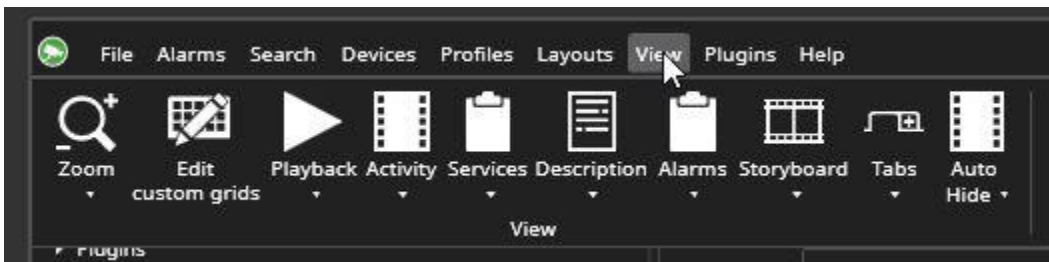 File Alarms Search Devices Profiles Layouts View Plugins Help
Zoom Edit Playback Activity Services Description Alarms Storyboard Tabs Auto
custom grids Hide
View
Plugins